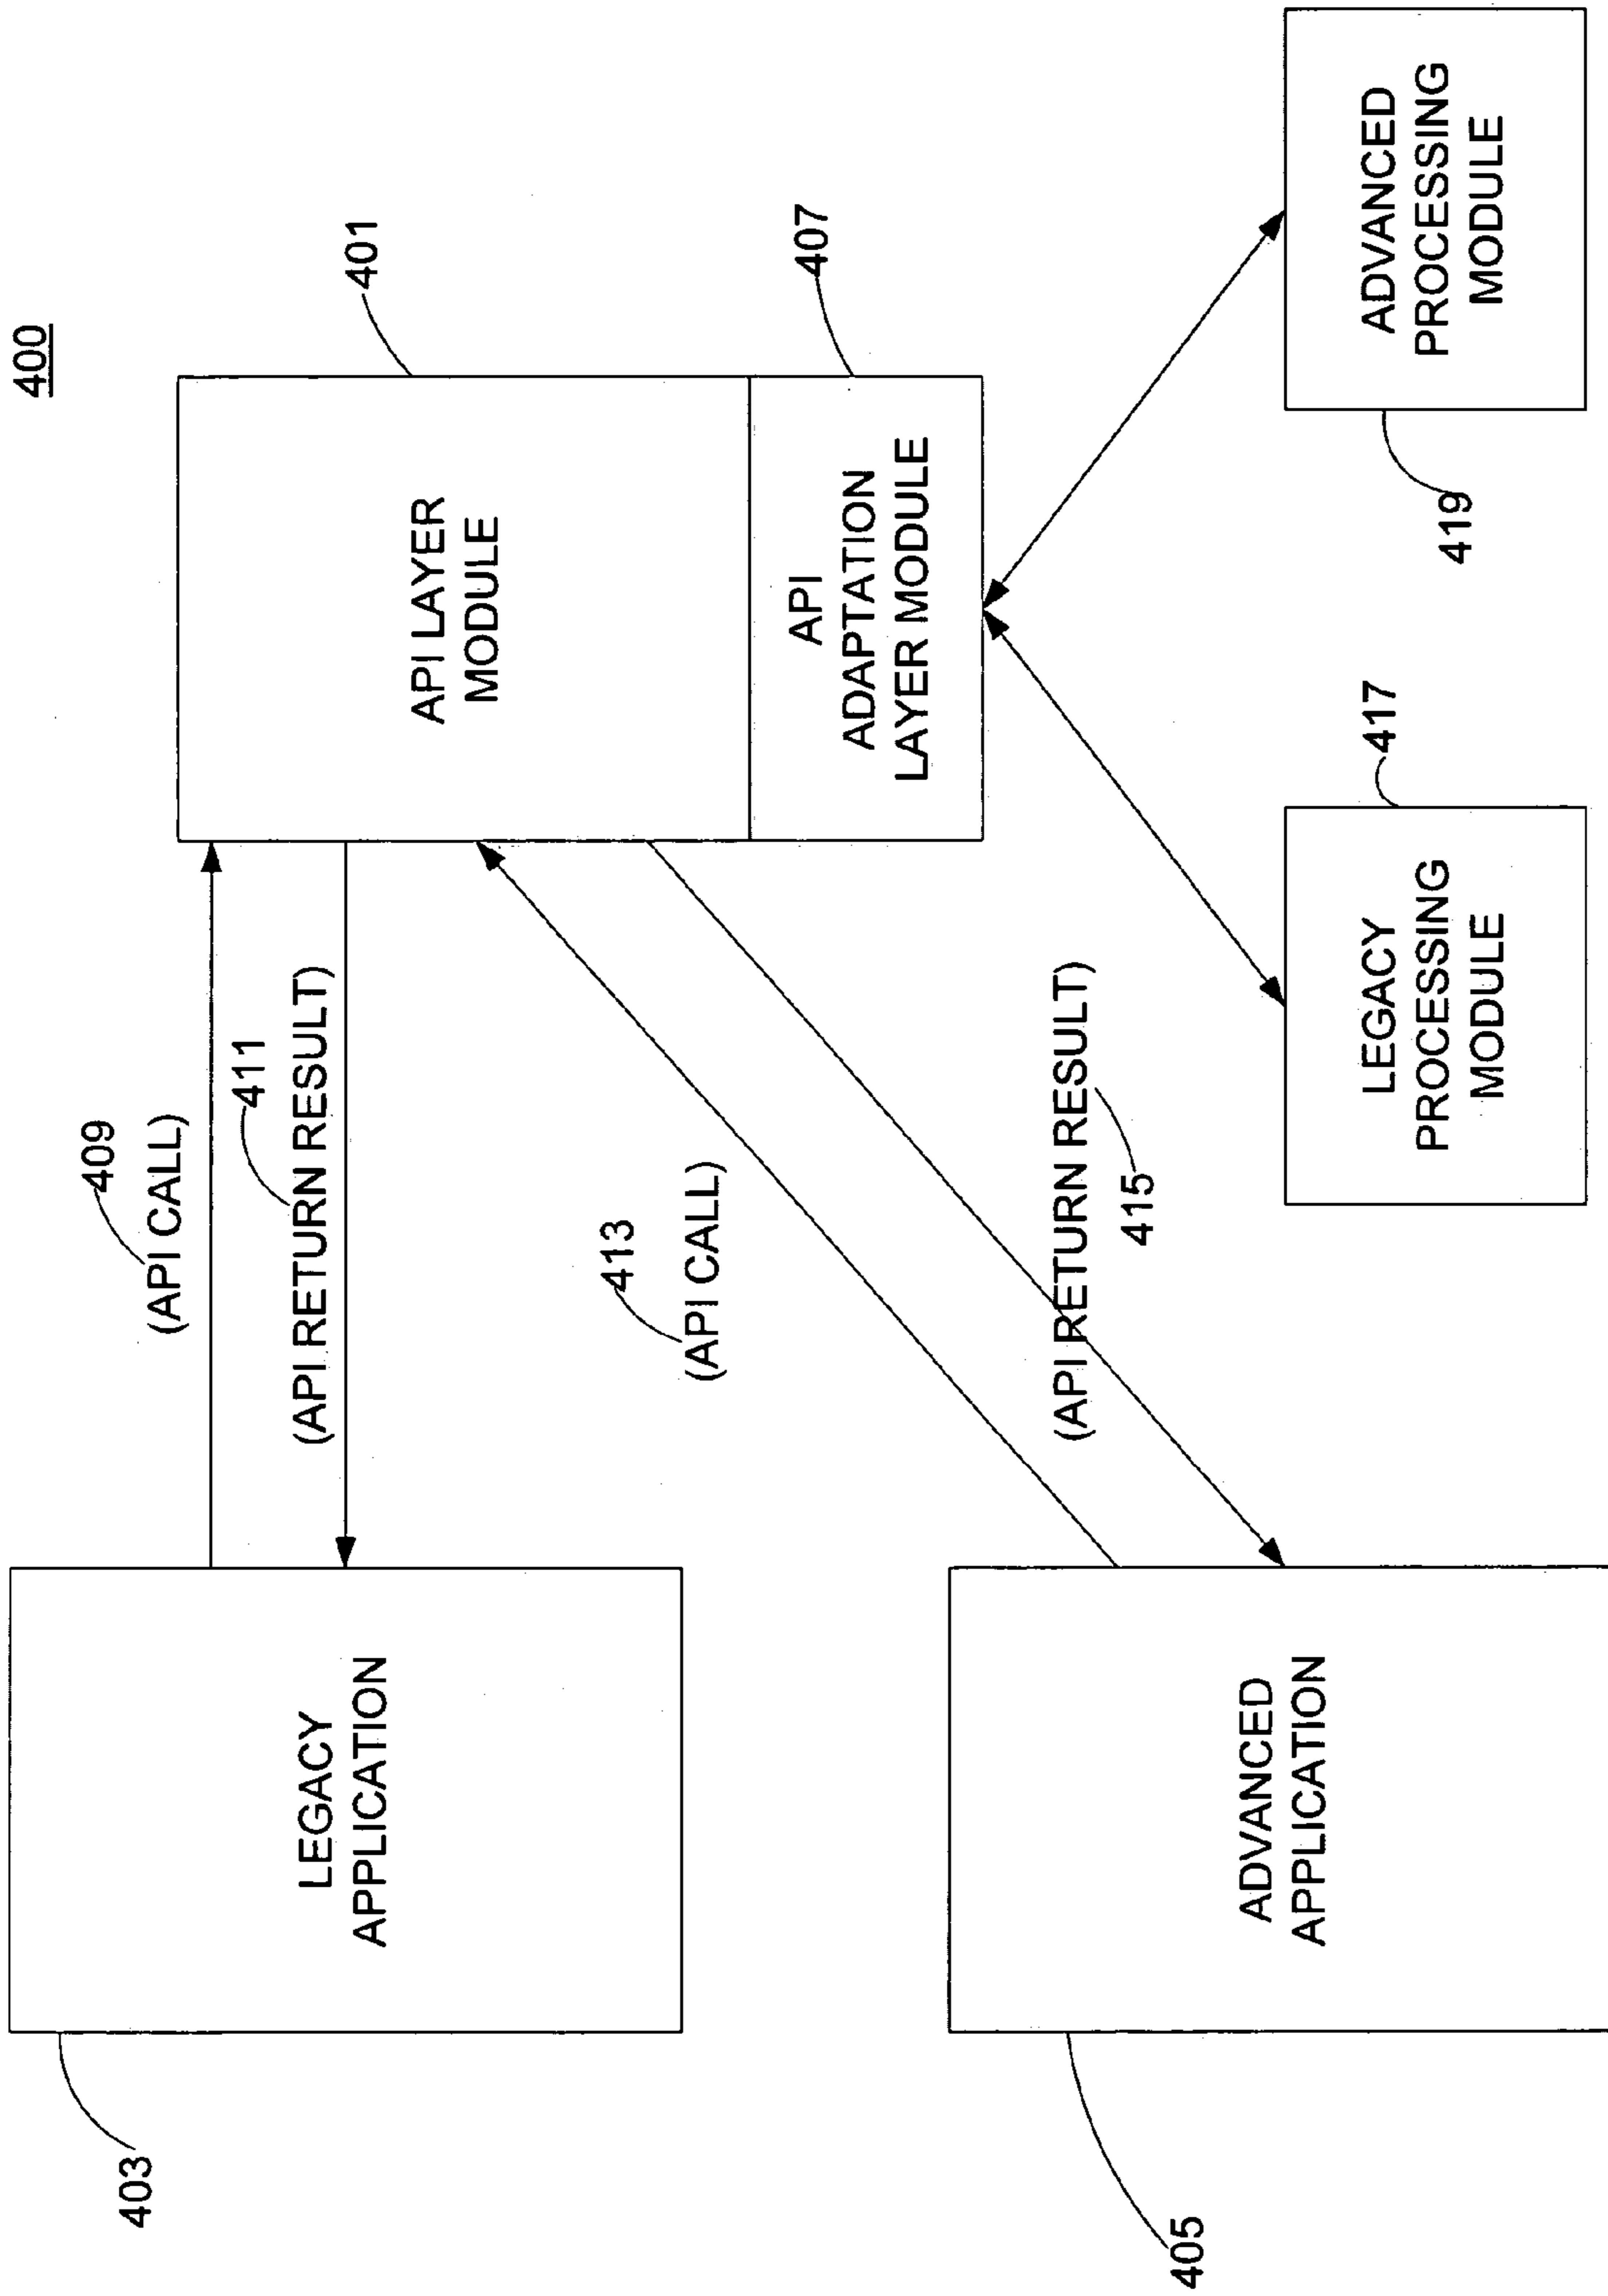 400
401
API LAYER
MODULE
407
API
ADAPTATION
LAYER MODULE
409
(API CALL)
411
(API RETURN RESULT)
413
(API CALL)
(API RETURN RESULT)
415
403
LEGACY
APPLICATION
405
ADVANCED
APPLICATION
417
LEGACY
PROCESSING
MODULE
419
ADVANCED
PROCESSING
MODULE